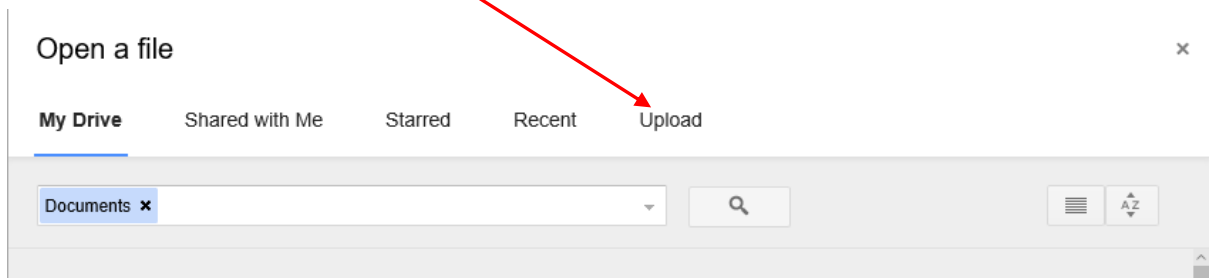 Open a file
×
My Drive Shared with Me Starred Recent Upload
Documents ×
A Z